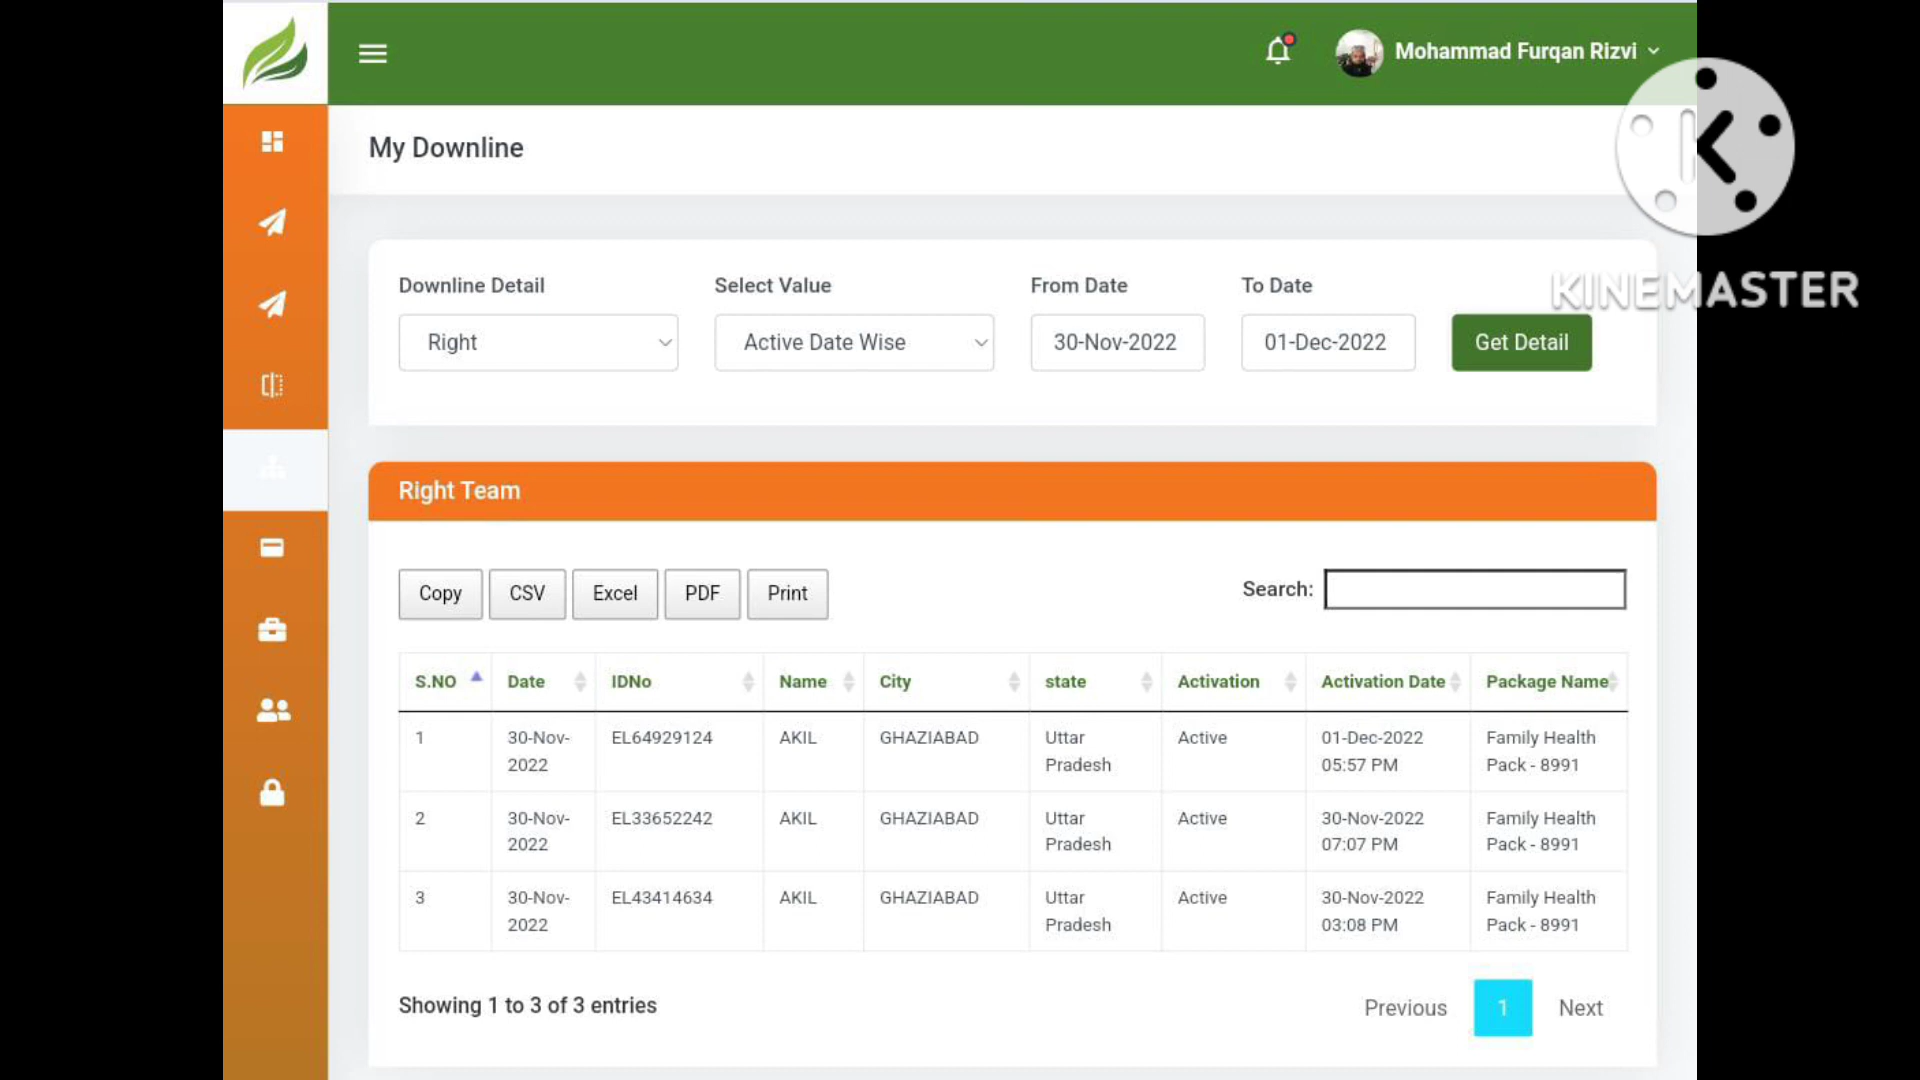 Mohammad Furqan Rizvi
K
KINEMASTER
My Downline
Downline Detail Select Value From Date To Date
Right Active Date Wise 30-Nov-2022 01-Dec-2022 Get Detail
Right Team
Copy CSV Excel PDF Print Search:
S.NO Date IDNo Name City state Activation Activation Date Package Name
1 30-Nov- EL64929124 AKIL GHAZIABAD Uttar Active 01-Dec-2022 Family Health
2022 Pradesh 05:57 PM Pack - 8991
2 30-Nov- EL33652242 AKIL GHAZIABAD Uttar Active 30-Nov-2022 Family Health
2022 Pradesh 07:07 PM Pack - 8991
3 30-Nov- EL43414634 AKIL GHAZIABAD Uttar Active 30-Nov-2022 Family Health
2022 Pradesh 03:08 PM Pack - 8991
Showing 1 to 3 of 3 entries Previous 1 Next